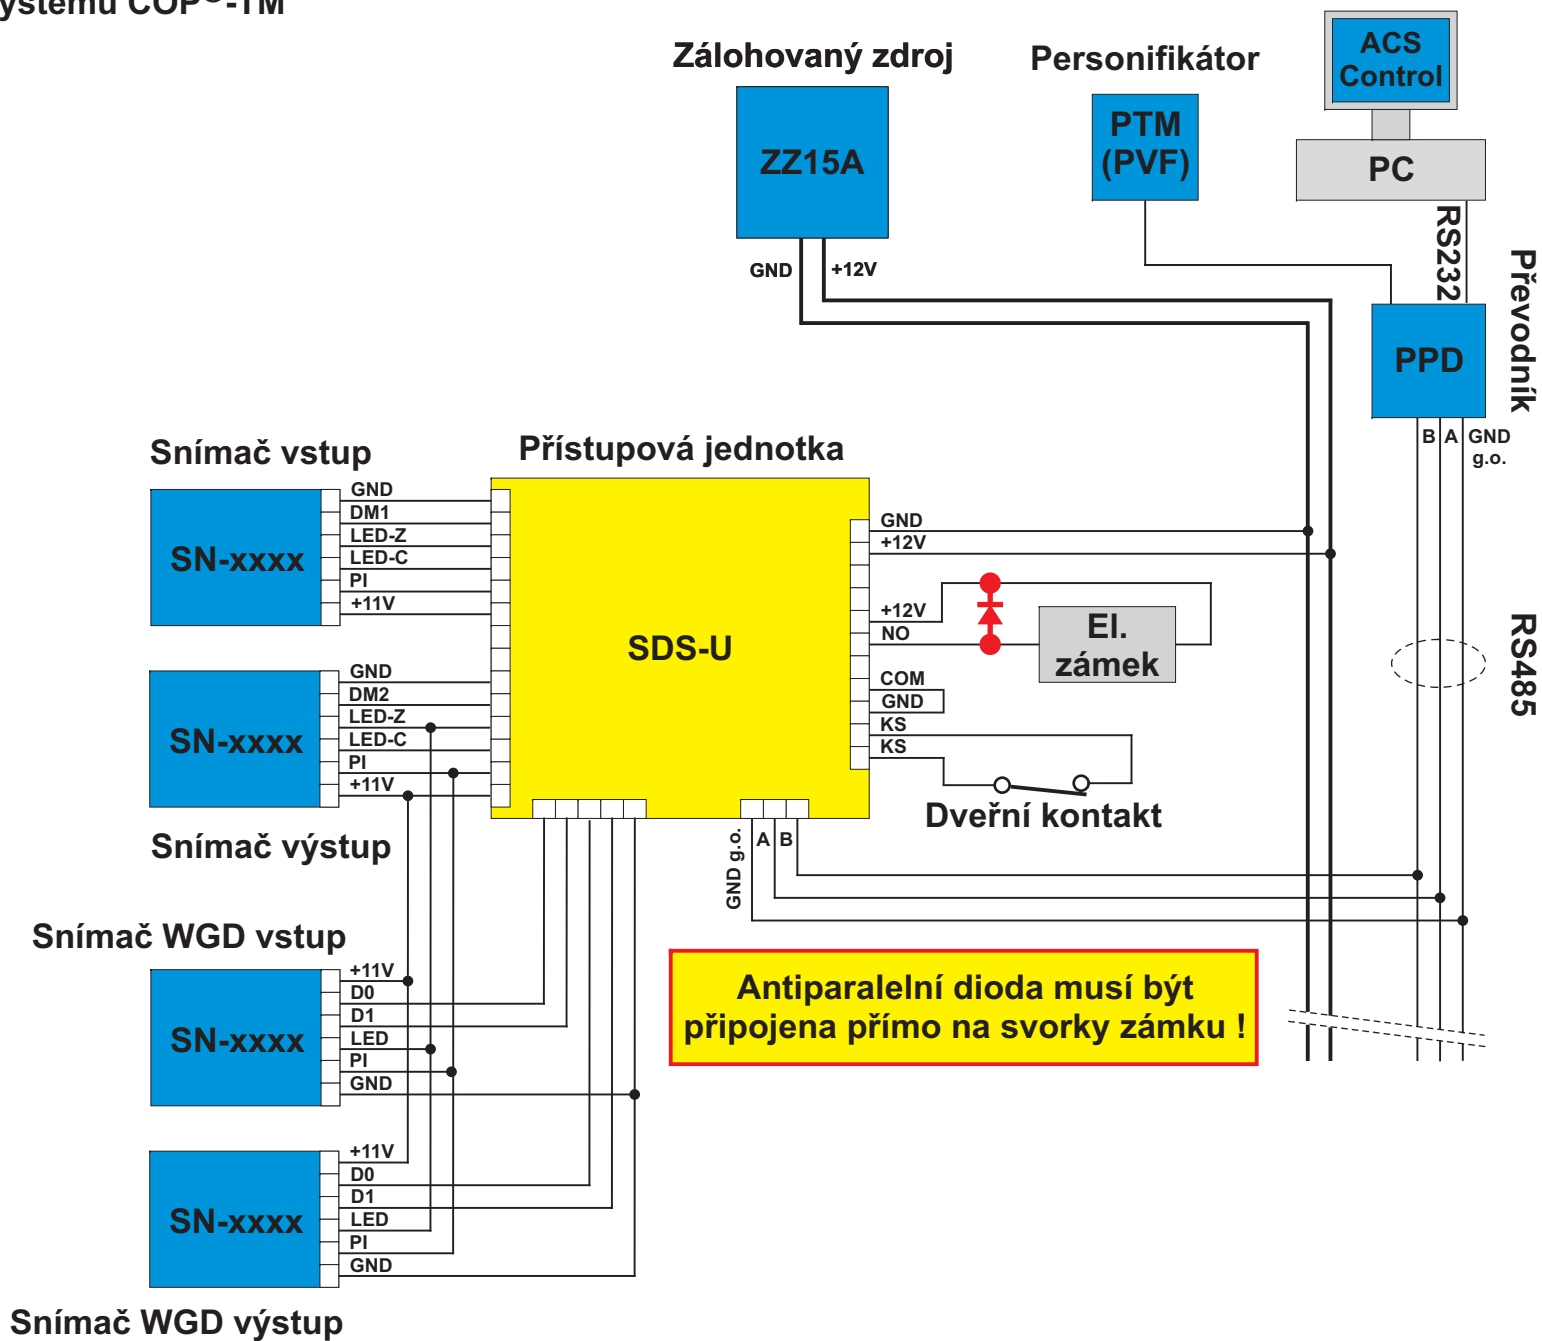 ystému COP®-TM
Zálohovaný zdroj
Personifikátor
ACS
Control
ZZ15A
PTM
(PVF)
PC
RS232
Převodník
GND
+12V
PPD
B
A
GND
g.o.
Snímač vstup
Přístupová jednotka
SN-xxxx
GND
DM1
LED-Z
LED-C
PI
+11V
SDS-U
GND
+12V
+12V
NO
El.
zámek
COM
GND
KS
KS
Dveřní kontakt
RS485
SN-xxxx
GND
DM2
LED-Z
LED-C
PI
+11V
Snímač výstup
GND g.o.
A
B
Snímač WGD vstup
SN-xxxx
+11V
D0
D1
LED
PI
GND
Antiparalelní dioda musí být
připojena přímo na svorky zámku !
SN-xxxx
+11V
D0
D1
LED
PI
GND
Snímač WGD výstup